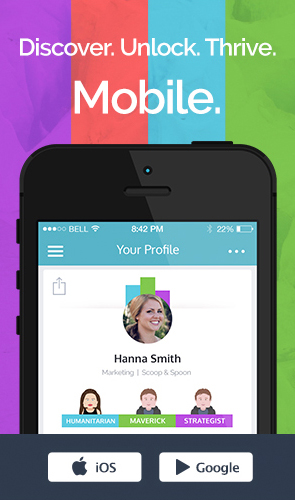 Discover. Unlock. Thrive.
Mobile.
BELL 8:42 PM 22%
Your Profile
Hanna Smith
Marketing | Scoop & Spoon
HUMANITARIAN MAVERICK STRATEGIST
iOS Google